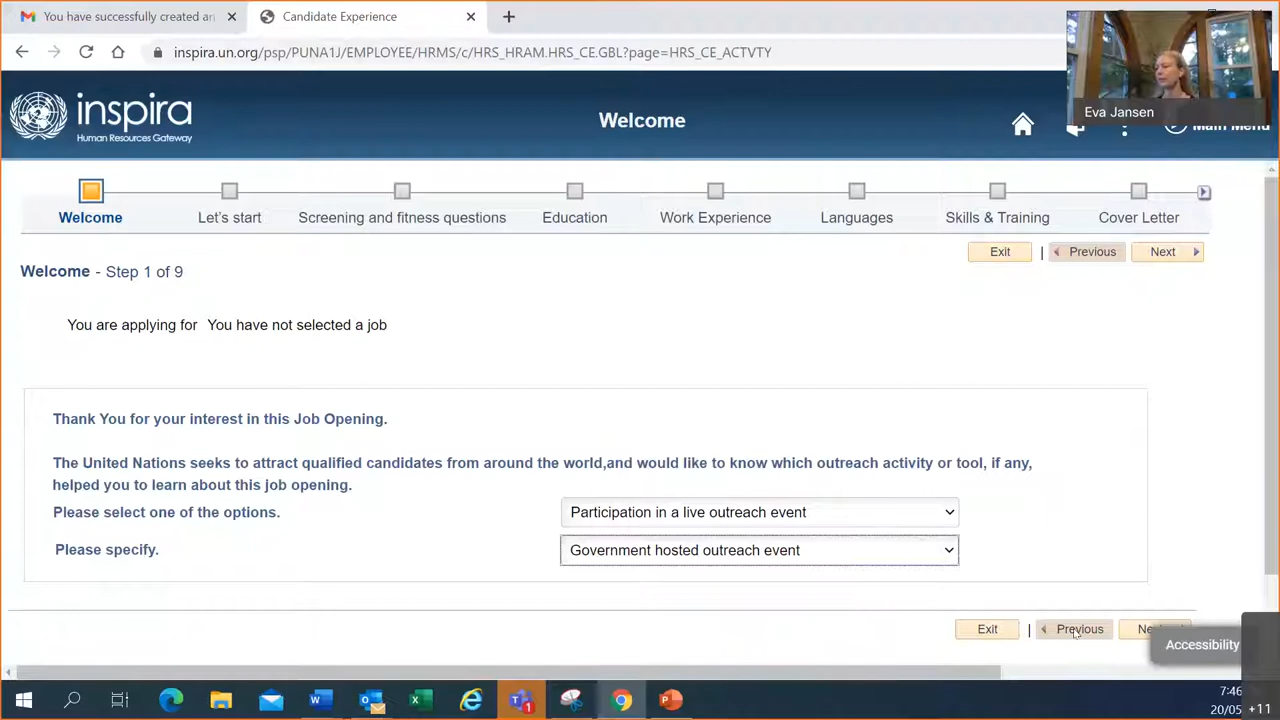 You have successfully created an
Candidate Experience
inspira.un.org/psp/PUNA1J/EMPLOYEE/HRMS/c/HRS_HRAM.HRS_CE.GBL?page=HRS_CE_ACTVTY
Eva Jansen
inspira
Human Resources Gateway
Welcome
Main Menu
Welcome
Let's start
Screening and fitness questions
Education
Work Experience
Languages
Skills & Training
Cover Letter
Exit | Previous Next
Welcome - Step 1 of 9
You are applying for You have not selected a job
Thank You for your interest in this Job Opening.
The United Nations seeks to attract qualified candidates from around the world,and would like to know which outreach activity or tool, if any,
helped you to learn about this job opening.
Please select one of the options. Participation in a live outreach event
Please specify. Government hosted outreach event
Exit | Previous
Accessibility
7:46
20/05
+11
1